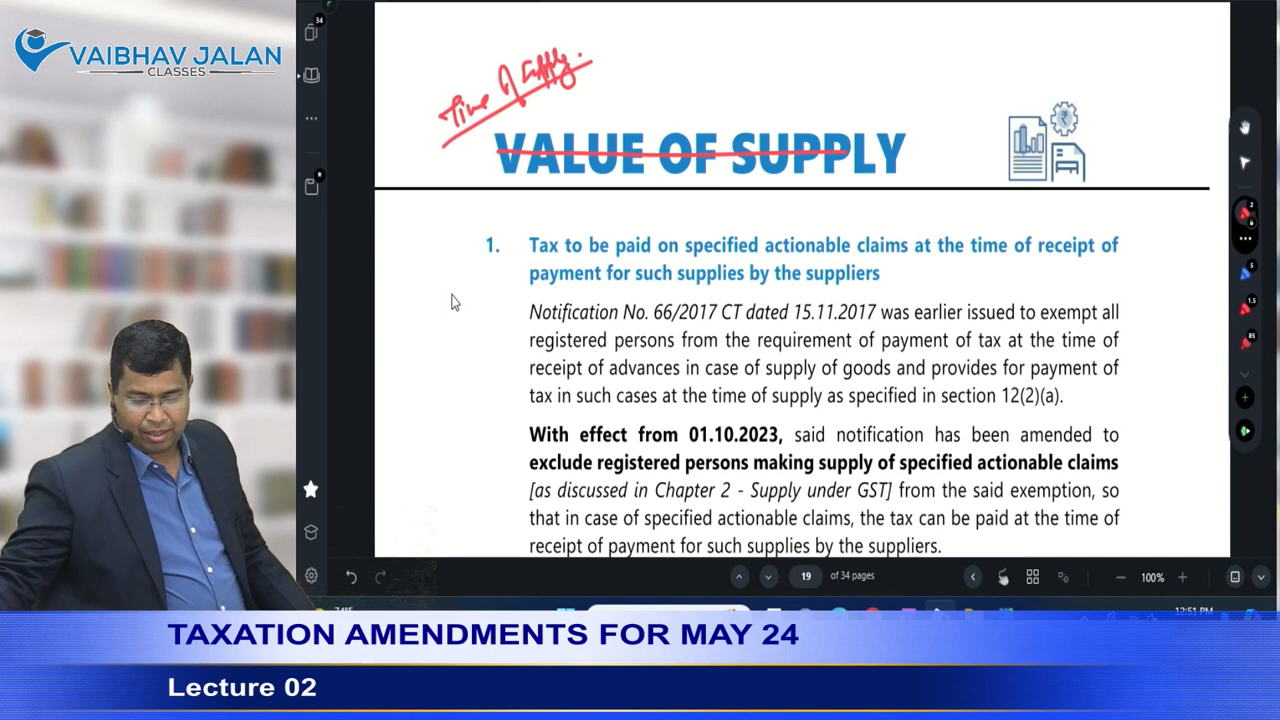 VAIBHAV JALAN
CLASSES
34
Time of Supply.
VALUE OF SUPPLY
1. Tax to be paid on specified actionable claims at the time of receipt of
payment for such supplies by the suppliers
Notification No. 66/2017 CT dated 15.11.2017 was earlier issued to exempt all
registered persons from the requirement of payment of tax at the time of
receipt of advances in case of supply of goods and provides for payment of
tax in such cases at the time of supply as specified in section 12(2)(a).
With effect from 01.10.2023, said notification has been amended to
exclude registered persons making supply of specified actionable claims
[as discussed in Chapter 2 - Supply under GST] from the said exemption, so
that in case of specified actionable claims, the tax can be paid at the time of
receipt of payment for such supplies by the suppliers.
2
5
1.5
85
19 of 34 pages
100%
TAXATION AMENDMENTS FOR MAY 24
Lecture 02